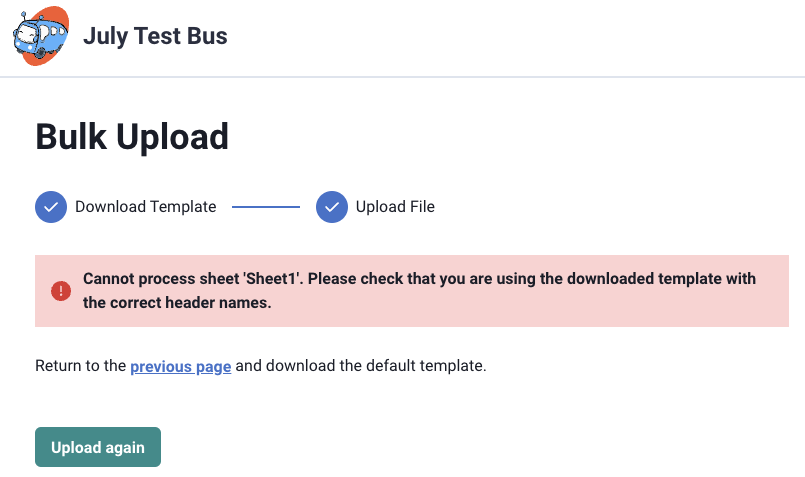 July Test Bus
Bulk Upload
Download Template
Upload File
Cannot process sheet 'Sheet1'. Please check that you are using the downloaded template with
the correct header names.
Return to the previous page and download the default template.
Upload again